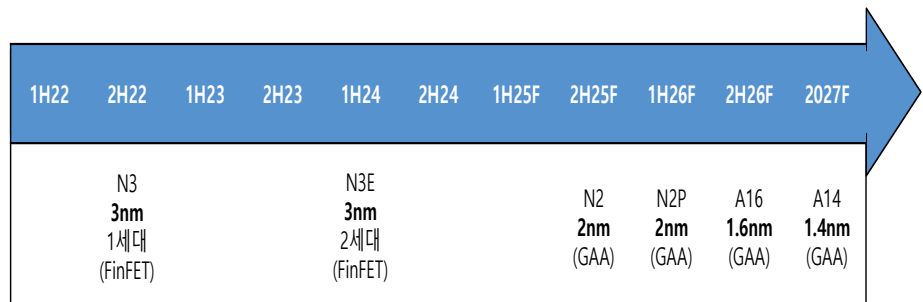 1H22 2H22 1H23 2H23 1H24 2H24 1H25F 2H25F 1H26F 2H26F 2027F
N3
3nm
1세대
(FinFET)
N3E
3nm
2세대
(FinFET)
N2
2nm
(GAA)
N2P
2nm
(GAA)
A16
1.6nm
(GAA)
A14
1.4nm
(GAA)